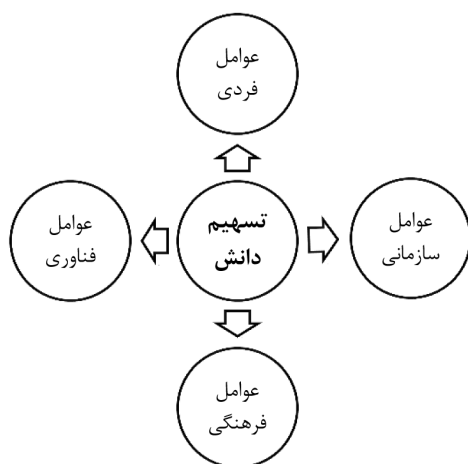 عوامل
فردی
عوامل
سازمانی
تسهیم
دانش
عوامل
فناوری
عوامل
فرهنگی